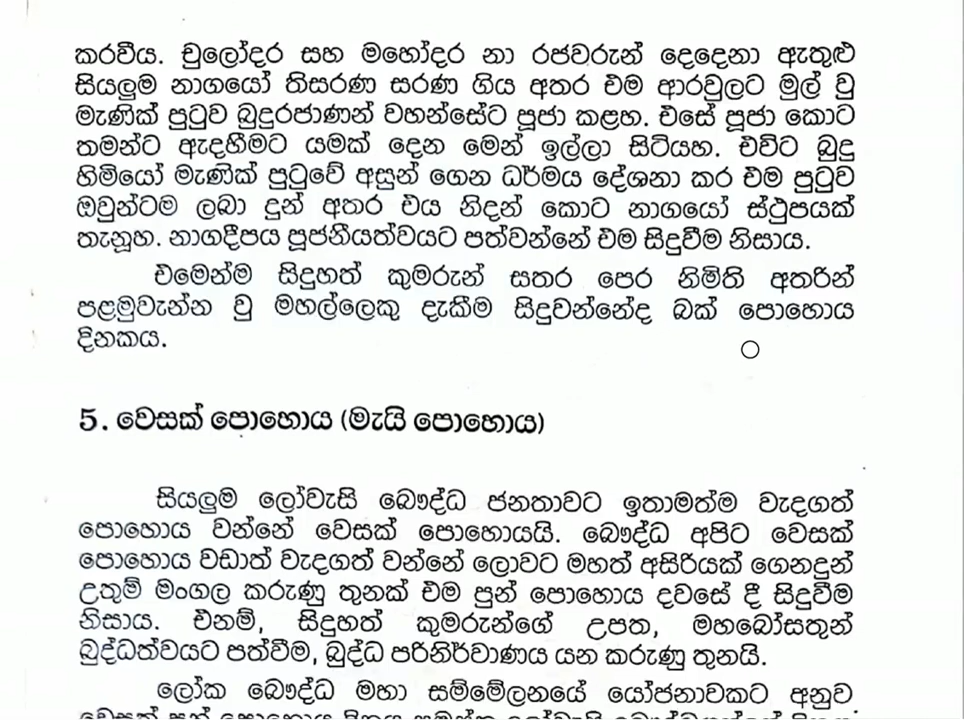 කරවීය. චුලෝදර සහ මහෝදර නා රජවරුන් දෙදෙනා ඇතුළු
සියලුම නාගයෝ තිසරණ සරණ ගිය අතර එම ආරවුලට මුල් වූ
මැණික් පුටුව බුදුරජාණන් වහන්සේට පූජා කළහ. එසේ පූජා කොට
තමන්ට ඇදහීමට යමක් දෙන මෙන් ඉල්ලා සිටියහ. එවිට බුදු
හිමියෝ මැණික් පුටුවේ අසුන් ගෙන ධර්මය දේශනා කර එම පුටුව
ඔවුන්ටම ලබා දුන් අතර එය නිදන් කොට නාගයෝ ස්ථුපයක්
තැනූහ. නාගදීපය පූජනීයත්වයට පත්වන්නේ එම සිදුවීම නිසාය.
එමෙන්ම සිදුහත් කුමරුන් සතර පෙර නිමිති අතරින්
පළමුවැන්න වූ මහල්ලෙකු දැකීම සිදුවන්නේද බක් පොහොය
දිනකය.
5. වෙසක් පොහොය (මැයි පොහොය)
සියලුම ලෝවැසි බෞද්ධ ජනතාවට ඉතාමත්ම වැදගත්
පොහොය වන්නේ වෙසක් පොහොයයි. බෞද්ධ අපිට වෙසක්
පොහොය වඩාත් වැදගත් වන්නේ ලොවට මහත් අසිරියක් ගෙනදුන්
උතුම් මංගල කරුණු තුනක් එම පුන් පොහොය දවසේ දී සිදුවීම
නිසාය. එනම්, සිදුහත් කුමරුන්ගේ උපත, මහබෝසතුන්
බුද්ධත්වයට පත්වීම, බුද්ධ පරිනිර්වාණය යන කරුණු තුනයි.
ලෝක බෞද්ධ මහා සම්මේලනයේ යෝජනාවකට අනුව